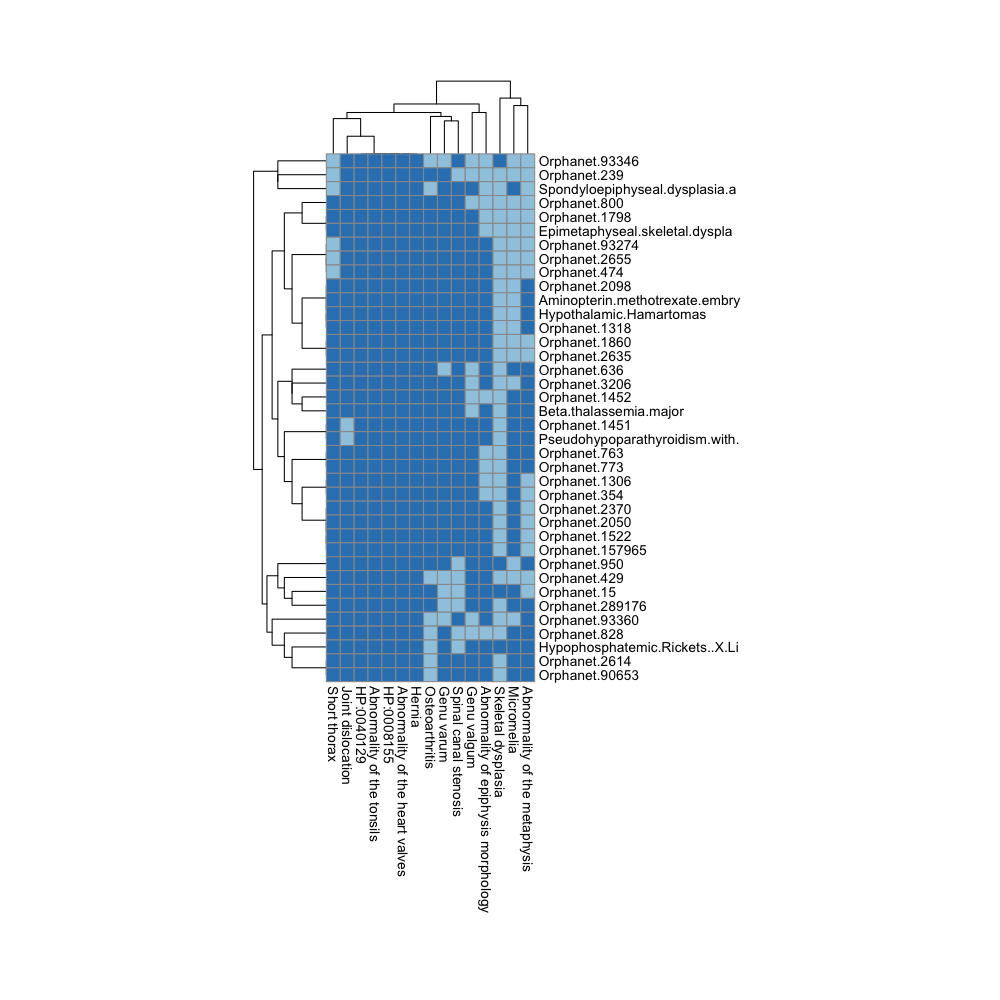 Orphanet.93346
Orphanet.239
Spondyloepiphyseal.dysplasia.a
Orphanet.800
Orphanet.1798
Epimetaphyseal.skeletal.dyspla
Orphanet.93274
Orphanet.2655
Orphanet.474
Orphanet.2098
Aminopterin.methotrexate.embry
Hypothalamic.Hamartomas
Orphanet.1318
Orphanet.1860
Orphanet.2635
Orphanet.636
Orphanet.3206
Orphanet.1452
Beta.thalassemia.major
Orphanet.1451
Pseudohypoparathyroidism.with.
Orphanet.763
Orphanet.773
Orphanet.1306
Orphanet.354
Orphanet.2370
Orphanet.2050
Orphanet.1522
Orphanet.157965
Orphanet.950
Orphanet.429
Orphanet.15
Orphanet.289176
Orphanet.93360
Orphanet.828
Hypophosphatemic.Rickets..X.Li
Orphanet.2614
Orphanet.90653
Short thorax
Joint dislocation
HP:0040129
Abnormality of the tonsils
HP:0008155
Abnormality of the heart valves
Hernia
Osteoarthritis
Genu varum
Spinal canal stenosis
Genu valgum
Abnormality of epiphysis morphology
Skeletal dysplasia
Micromelia
Abnormality of the metaphysis